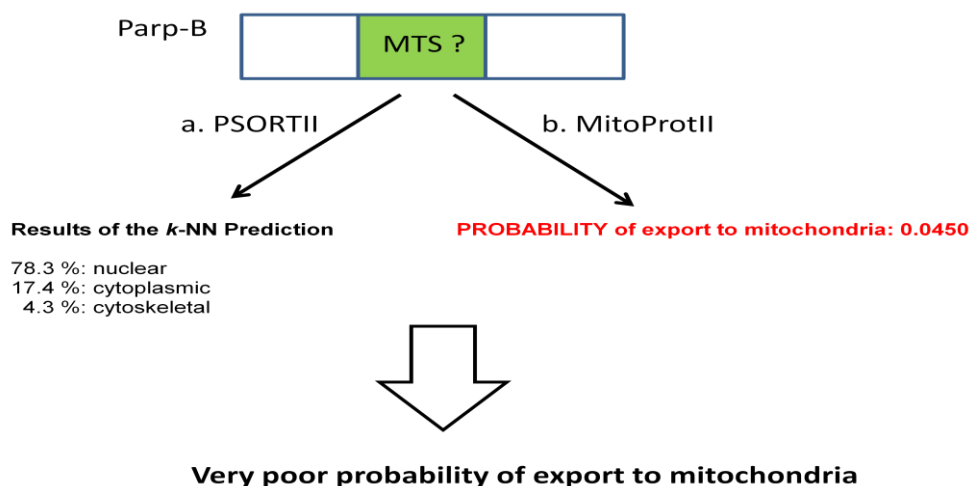 Parp-B
MTS ?
a. PSORTII
b. MitoProtII
Results of the k-NN Prediction
78.3 %: nuclear
17.4 %: cytoplasmic
4.3 %: cytoskeletal
PROBABILITY of export to mitochondria: 0.0450
Very poor probability of export to mitochondria